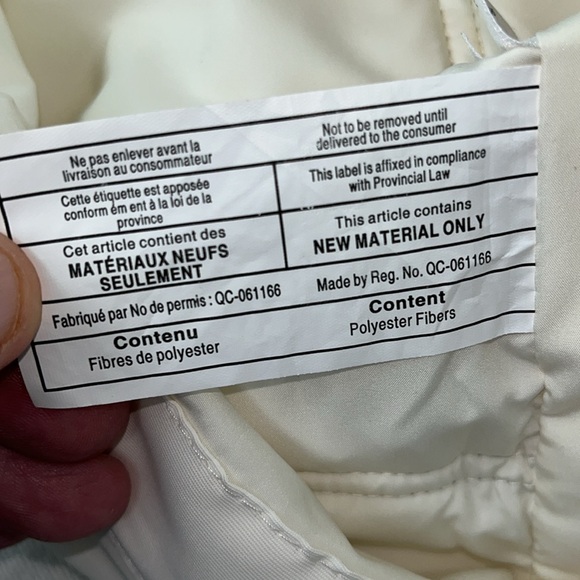 Ne pas enlever avant la
livraison au consommateur
Not to be removed until
delivered to the consumer
Cette étiquette est apposée
conform ém ent à la loi de la
province
This label is affixed in compliance
with Provincial Law
Cet article contient des
MATÉRIAUX NEUFS
SEULEMENT
This article contains
NEW MATERIAL ONLY
Fabriqué par No de permis : QC-061166
Made by Reg. No. QC-061166
Contenu
Fibres de polyester
Content
Polyester Fibers